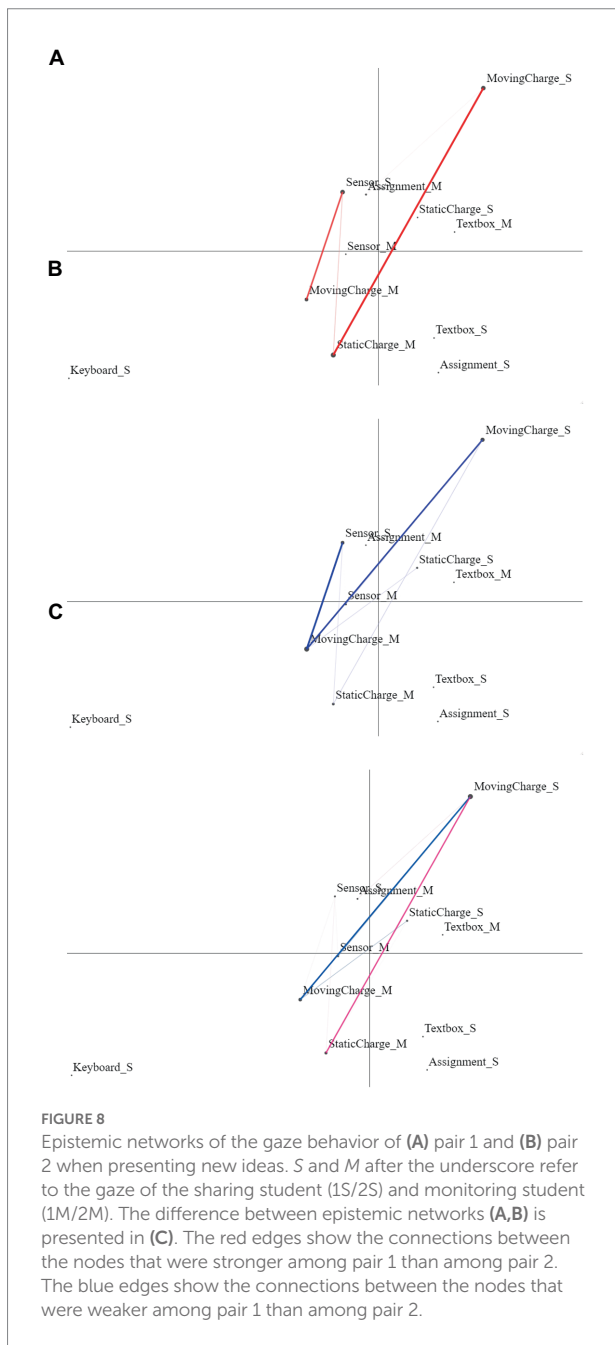 A
MovingCharge_S
Sensor_S
Assignment_M
StaticCharge_S
Textbox_M
Sensor_M
B
MovingCharge_M
Textbox_S
StaticCharge_M
Keyboard_S
Assignment_S
MovingCharge_S
Sensor_S
Assignment_M
StaticCharge_S
Textbox_M
Sensor_M
C
MovingCharge_M
Textbox_S
StaticCharge_M
Keyboard_S
Assignment_S
MovingCharge_S
Sensor_S
Assignment_M
StaticCharge_S
Textbox_M
Sensor_M
MovingCharge_M
Textbox_S
StaticCharge_M
Keyboard_S
Assignment_S
FIGURE 8
Epistemic networks of the gaze behavior of (A) pair 1 and (B) pair
2 when presenting new ideas. S and M after the underscore refer
to the gaze of the sharing student (1S/2S) and monitoring student
(1M/2M). The difference between epistemic networks (A,B) is
presented in (C). The red edges show the connections between
the nodes that were stronger among pair 1 than among pair 2.
The blue edges show the connections between the nodes that
were weaker among pair 1 than among pair 2.